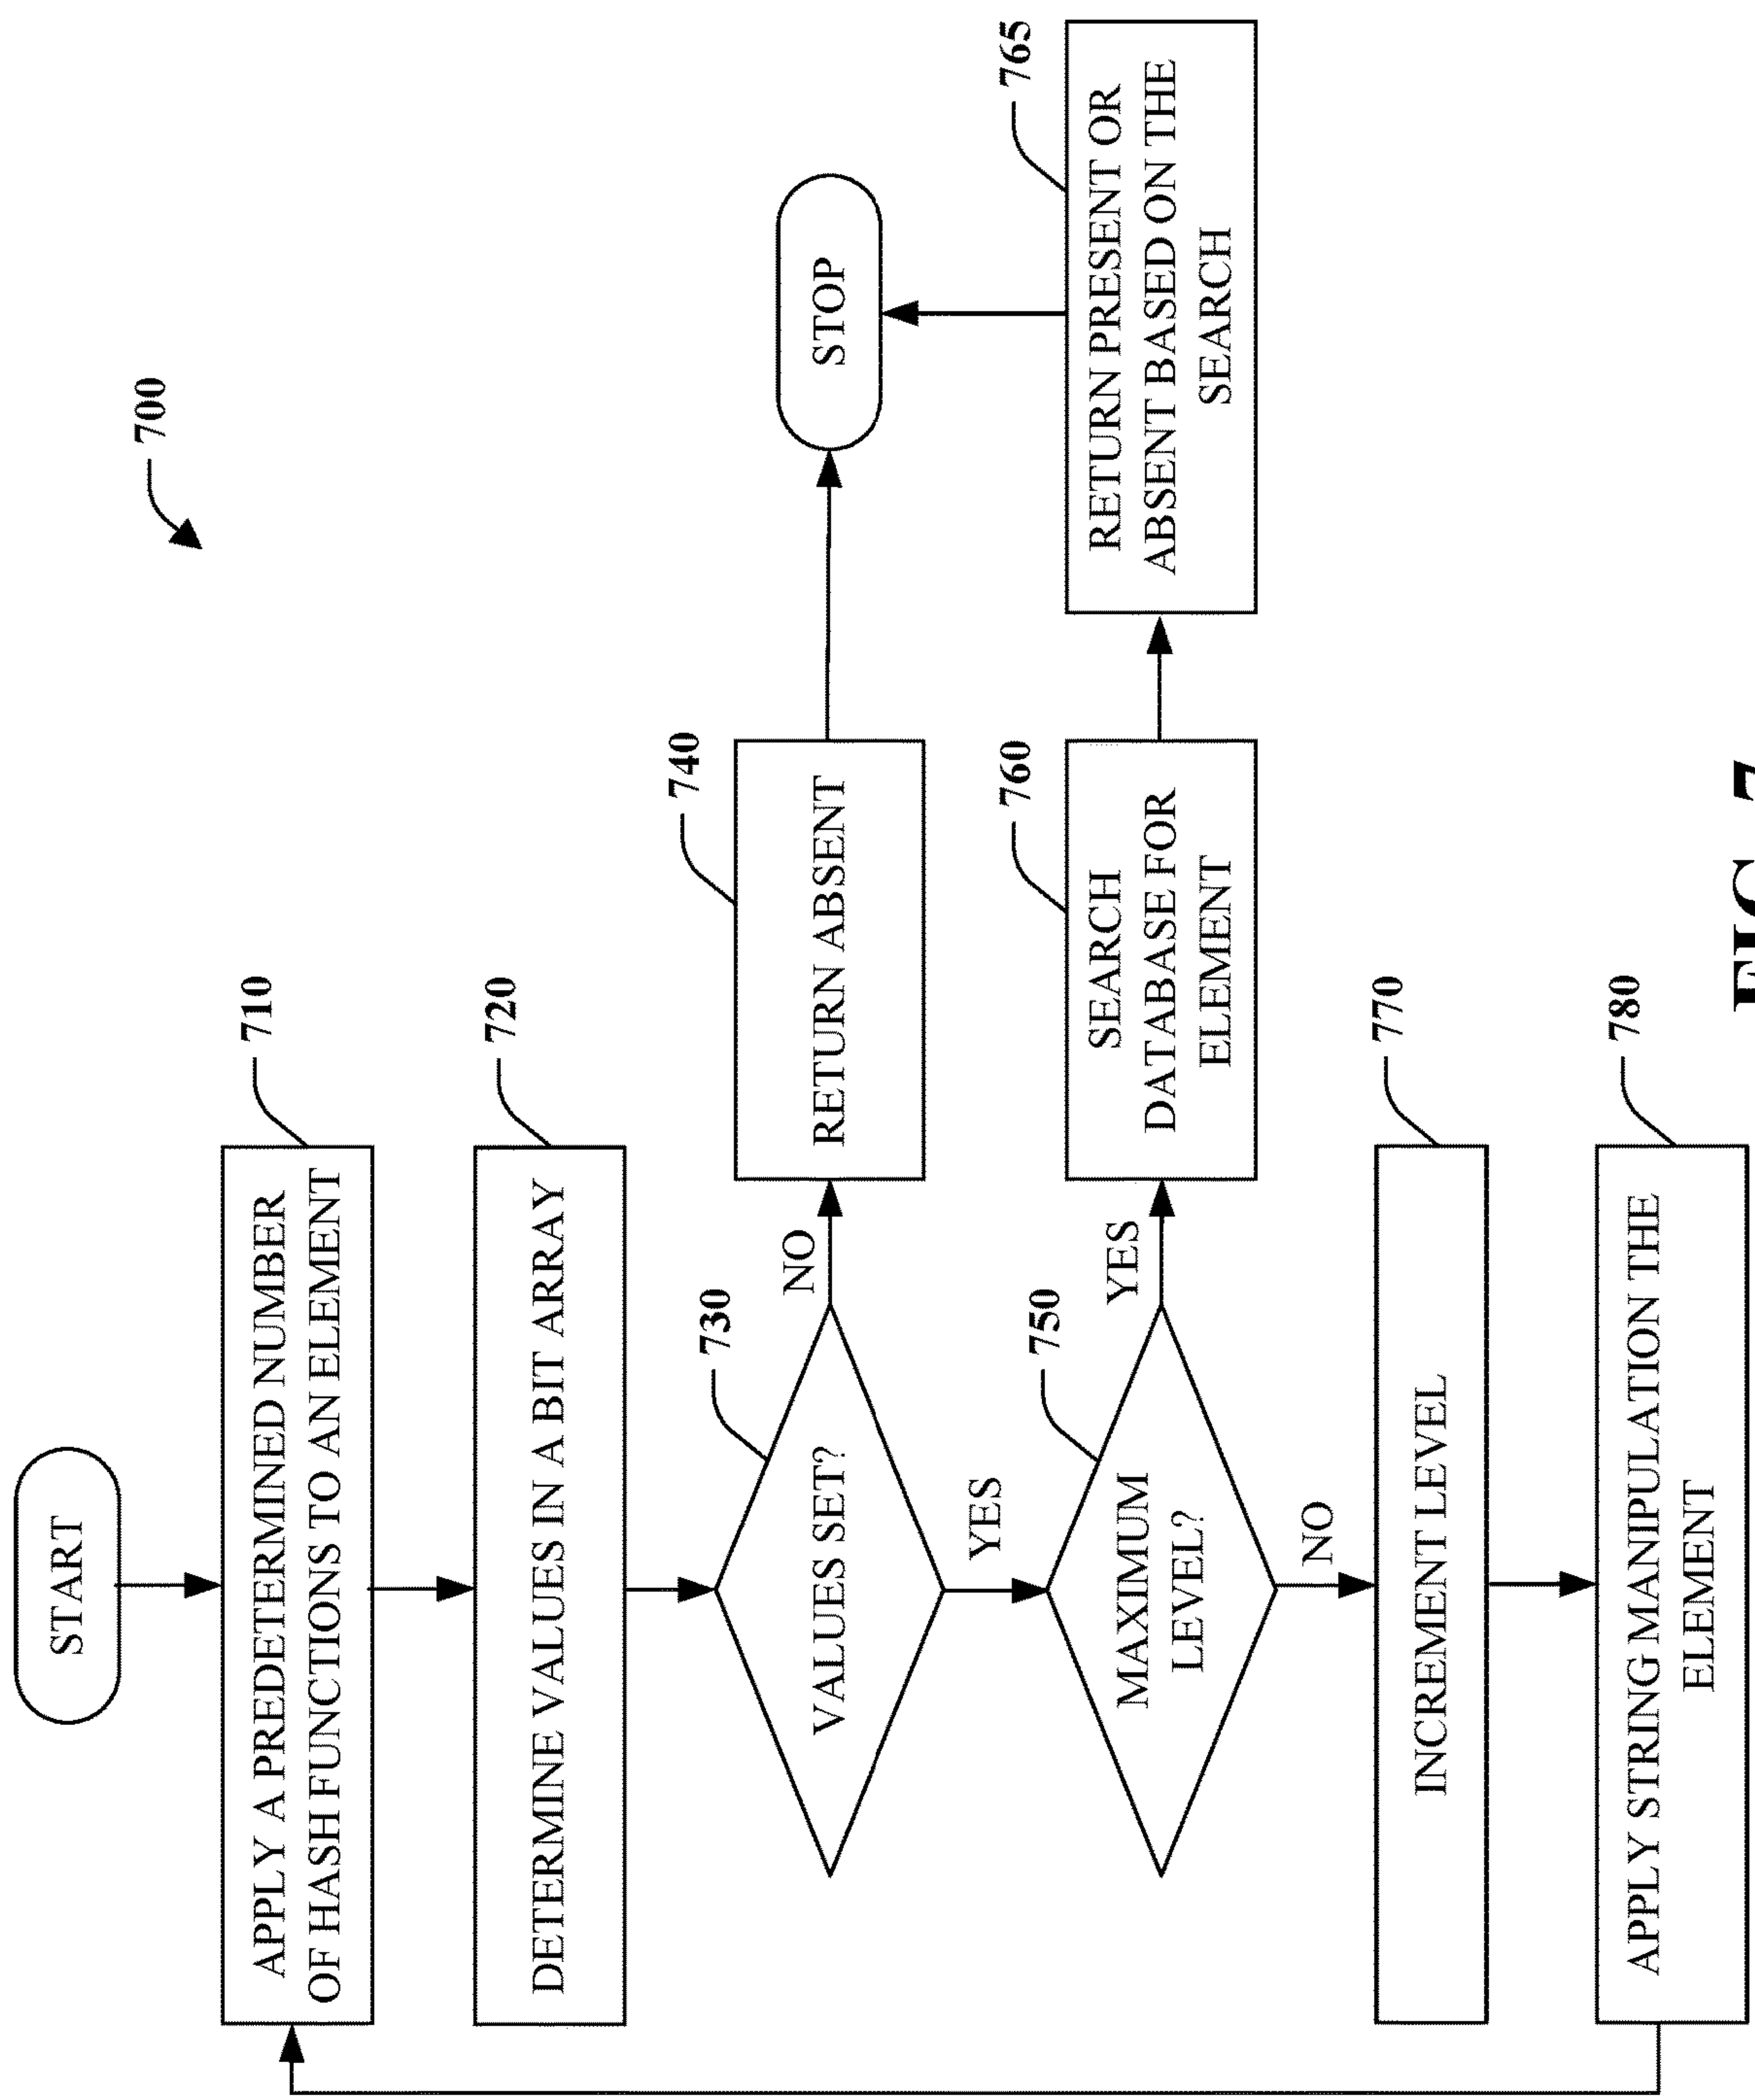 700
START
APPLY A PREDETERMINED NUMBER
OF HASH FUNCTIONS TO AN ELEMENT
710
DETERMINE VALUES IN A BIT ARRAY
720
VALUES SET?
730
NO
RETURN ABSENT
740
STOP
YES
MAXIMUM
LEVEL?
750
YES
SEARCH
DATABASE FOR
ELEMENT
760
RETURN PRESENT OR
ABSENT BASED ON THE
SEARCH
765
NO
INCREMENT LEVEL
770
APPLY STRING MANIPULATION THE
ELEMENT
780
FIG. 7